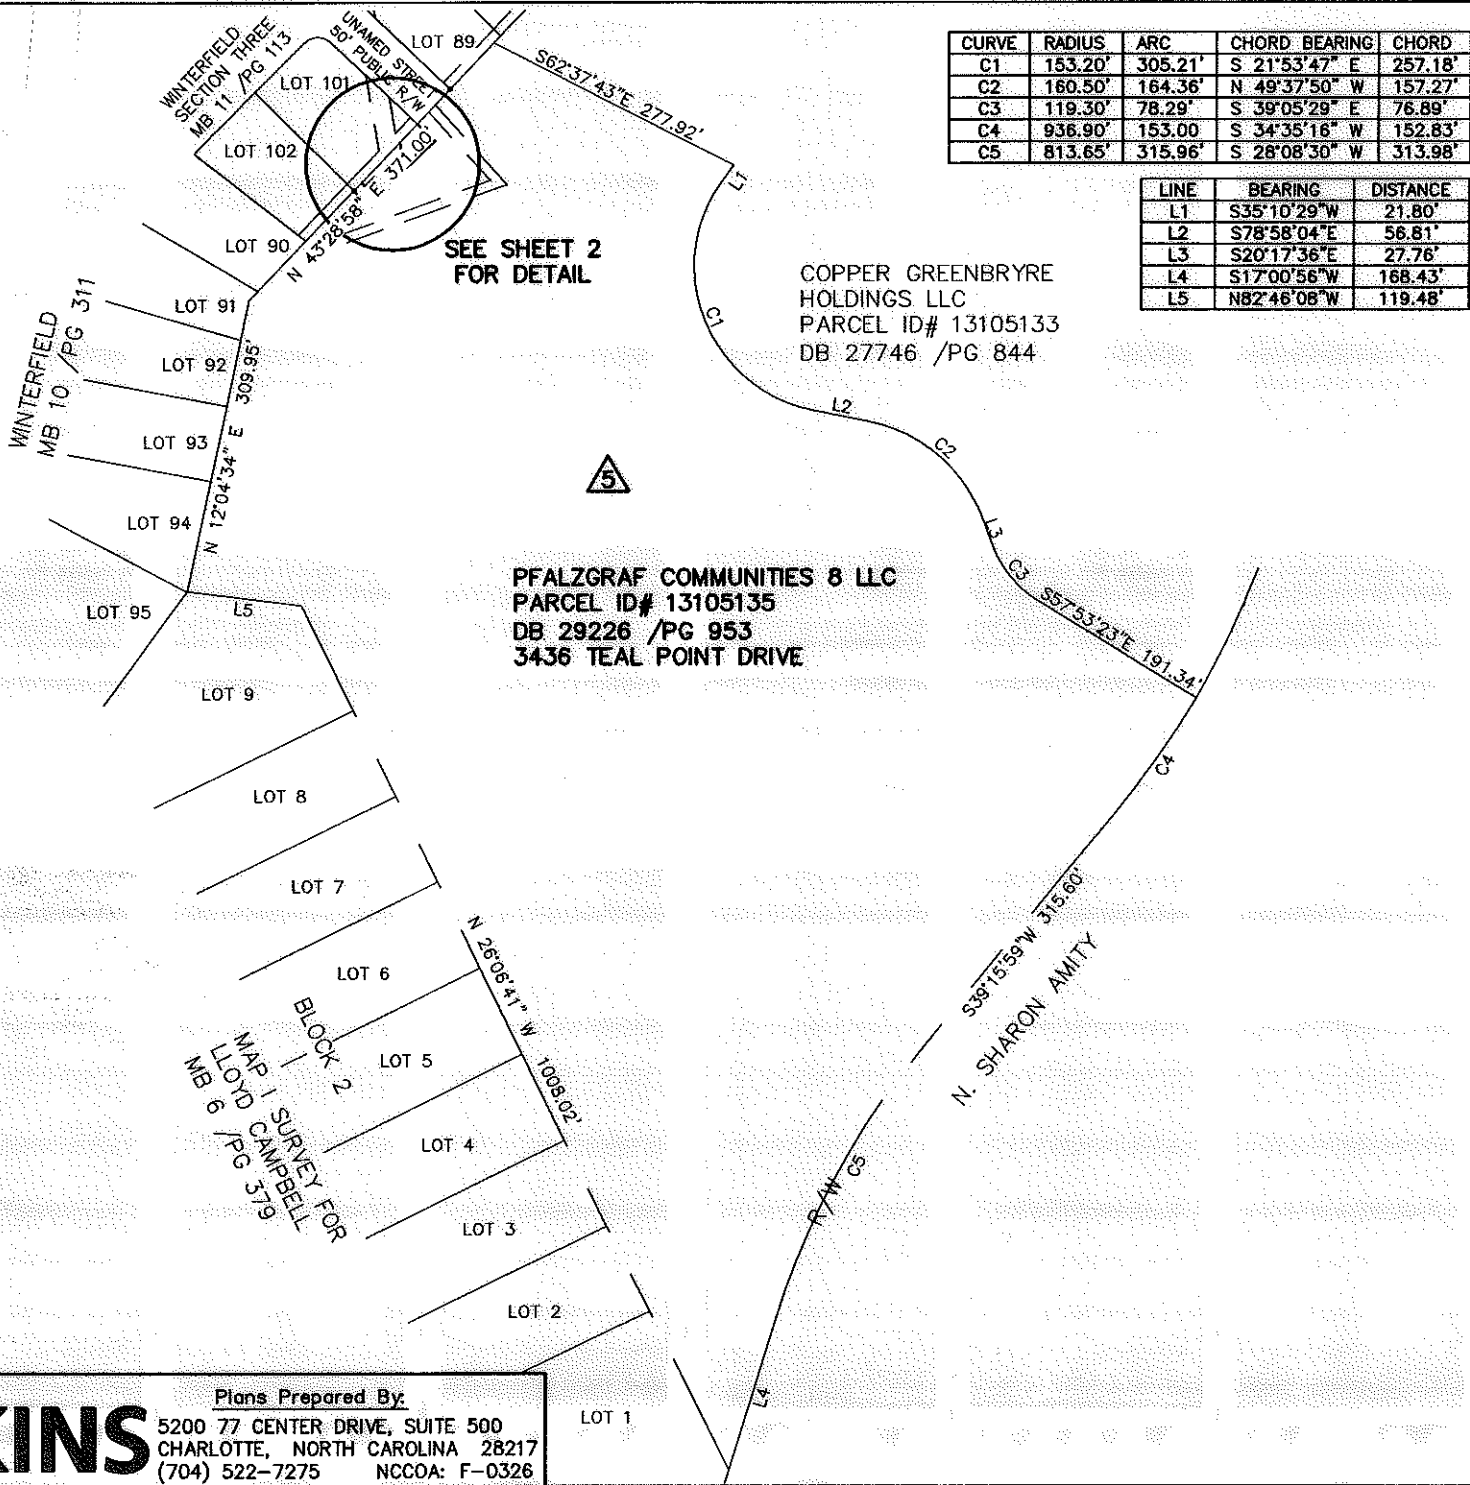 WINTERFIELD
SECTION THREE
MB 11 /PG 113
UNAMED STREET
50' PUBLIC R/W
LOT 89
LOT 101
LOT 102
S62°37'43"E 277.92'
N 43°28'58" E 371.00'
LOT 90
SEE SHEET 2
FOR DETAIL
CURVE RADIUS ARC CHORD BEARING CHORD
C1 153.20' 305.21' S 21°53'47" E 257.18'
C2 160.50' 164.36' N 49°37'50" W 157.27'
C3 119.30' 78.29' S 39°05'29" E 76.89'
C4 936.90' 153.00 S 34°35'16" W 152.83'
C5 813.65' 315.96' S 28°08'30" W 313.98'
LINE BEARING DISTANCE
L1 S35°10'29"W 21.80'
L2 S78°58'04"E 56.81'
L3 S20°17'36"E 27.76'
L4 S17°00'56"W 168.43'
L5 N82°46'08"W 119.48'
L1
C1
COPPER GREENBRYRE
HOLDINGS LLC
PARCEL ID# 13105133
DB 27746 /PG 844
WINTERFIELD
MB 10 /PG 311
LOT 91
LOT 92
LOT 93
LOT 94
N 12°04'34" E 309.95'
L2
C2
L3
C3
5
PFALZGRAF COMMUNITIES 8 LLC
PARCEL ID# 13105135
DB 29226 /PG 953
3436 TEAL POINT DRIVE
S57°53'23"E 191.34'
LOT 95
L5
LOT 9
LOT 8
LOT 7
LOT 6
LOT 5
LOT 4
LOT 3
LOT 2
LOT 1
N 26°06'41" W 1008.02'
BLOCK 2
MAP 1 SURVEY FOR
LLOYD CAMPBELL
MB 6 /PG 379
C4
S39°15'59"W 315.60'
N. SHARON AMITY
R/W C5
L4
KINS
Plans Prepared By:
5200 77 CENTER DRIVE, SUITE 500
CHARLOTTE, NORTH CAROLINA 28217
(704) 522-7275 NCCOA: F-0326